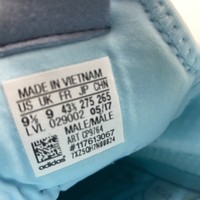 MADE IN VIETNAM
US UK FR JP CHN
9½ 9 43⅓ 275 265
LVL 029002 05/17
MALE/MALE
ART CP9764
#117613067
adidas